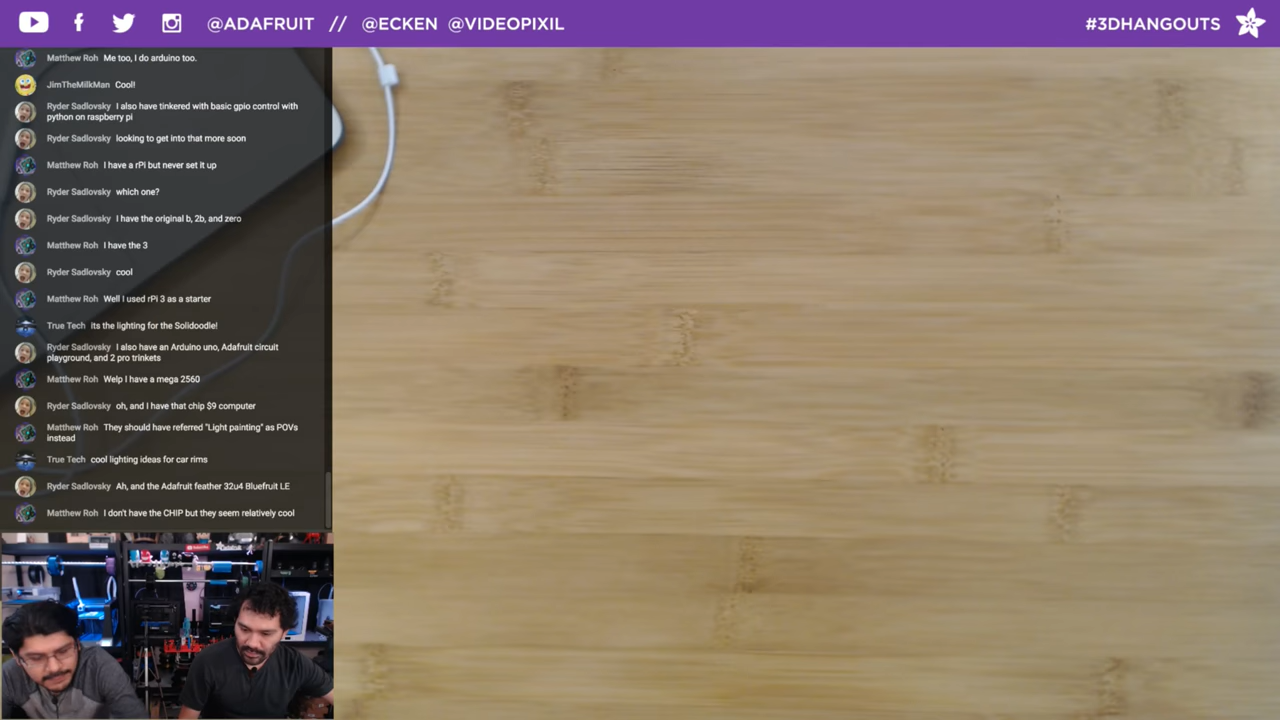 @ADAFRUIT // @ECKEN @VIDEOPIXIL
#3DHANGOUTS
Matthew Roh Me too, I do arduino too.
JimTheMilkMan Cool!
Ryder Sadlovsky I also have tinkered with basic gpio control with
python on raspberry pi
Ryder Sadlovsky looking to get into that more soon
Matthew Roh I have a rPi but never set it up
Ryder Sadlovsky which one?
Ryder Sadlovsky I have the original b, 2b, and zero
Matthew Roh I have the 3
Ryder Sadlovsky cool
Matthew Roh Well I used rPi 3 as a starter
True Tech its the lighting for the Solidoodle!
Ryder Sadlovsky I also have an Arduino uno, Adafruit circuit
playground, and 2 pro trinkets
Matthew Roh Welp I have a mega 2560
Ryder Sadlovsky oh, and I have that chip $9 computer
Matthew Roh They should have referred "Light painting" as POVs
instead
True Tech cool lighting ideas for car rims
Ryder Sadlovsky Ah, and the Adafruit feather 32u4 Bluefruit LE
Matthew Roh I don't have the CHIP but they seem relatively cool